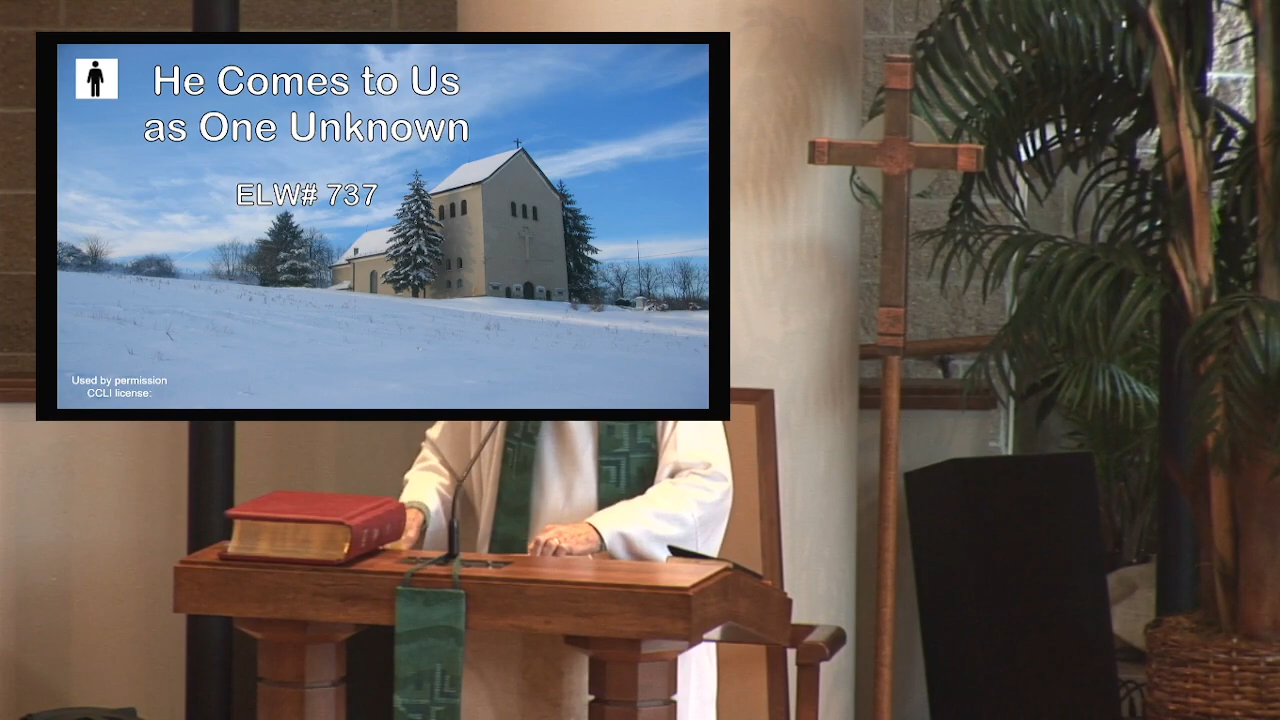 He Comes to Us
as One Unknown
ELW# 737
Used by permission
CCLI license: